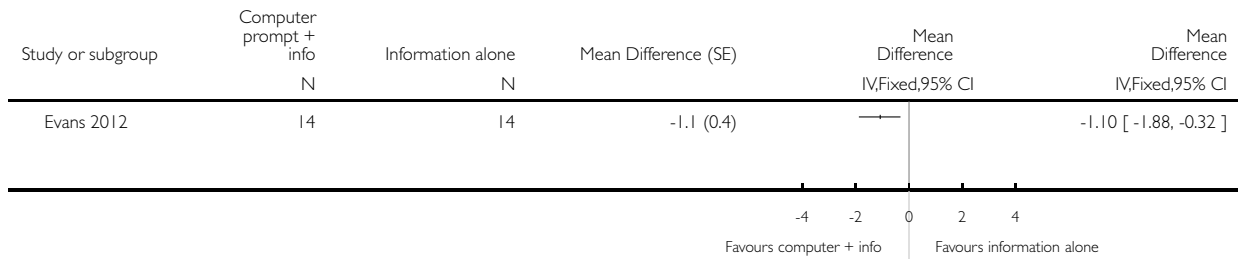 Study or subgroup
Computer
prompt +
info
Information alone
Mean Difference (SE)
Mean
Difference
Mean
Difference
N
N
IV,Fixed,95% CI
IV,Fixed,95% CI
Evans 2012
14
14
-1.1 (0.4)
-1.10 [ -1.88, -0.32 ]
-4
-2
0
2
4
Favours computer + info
Favours information alone